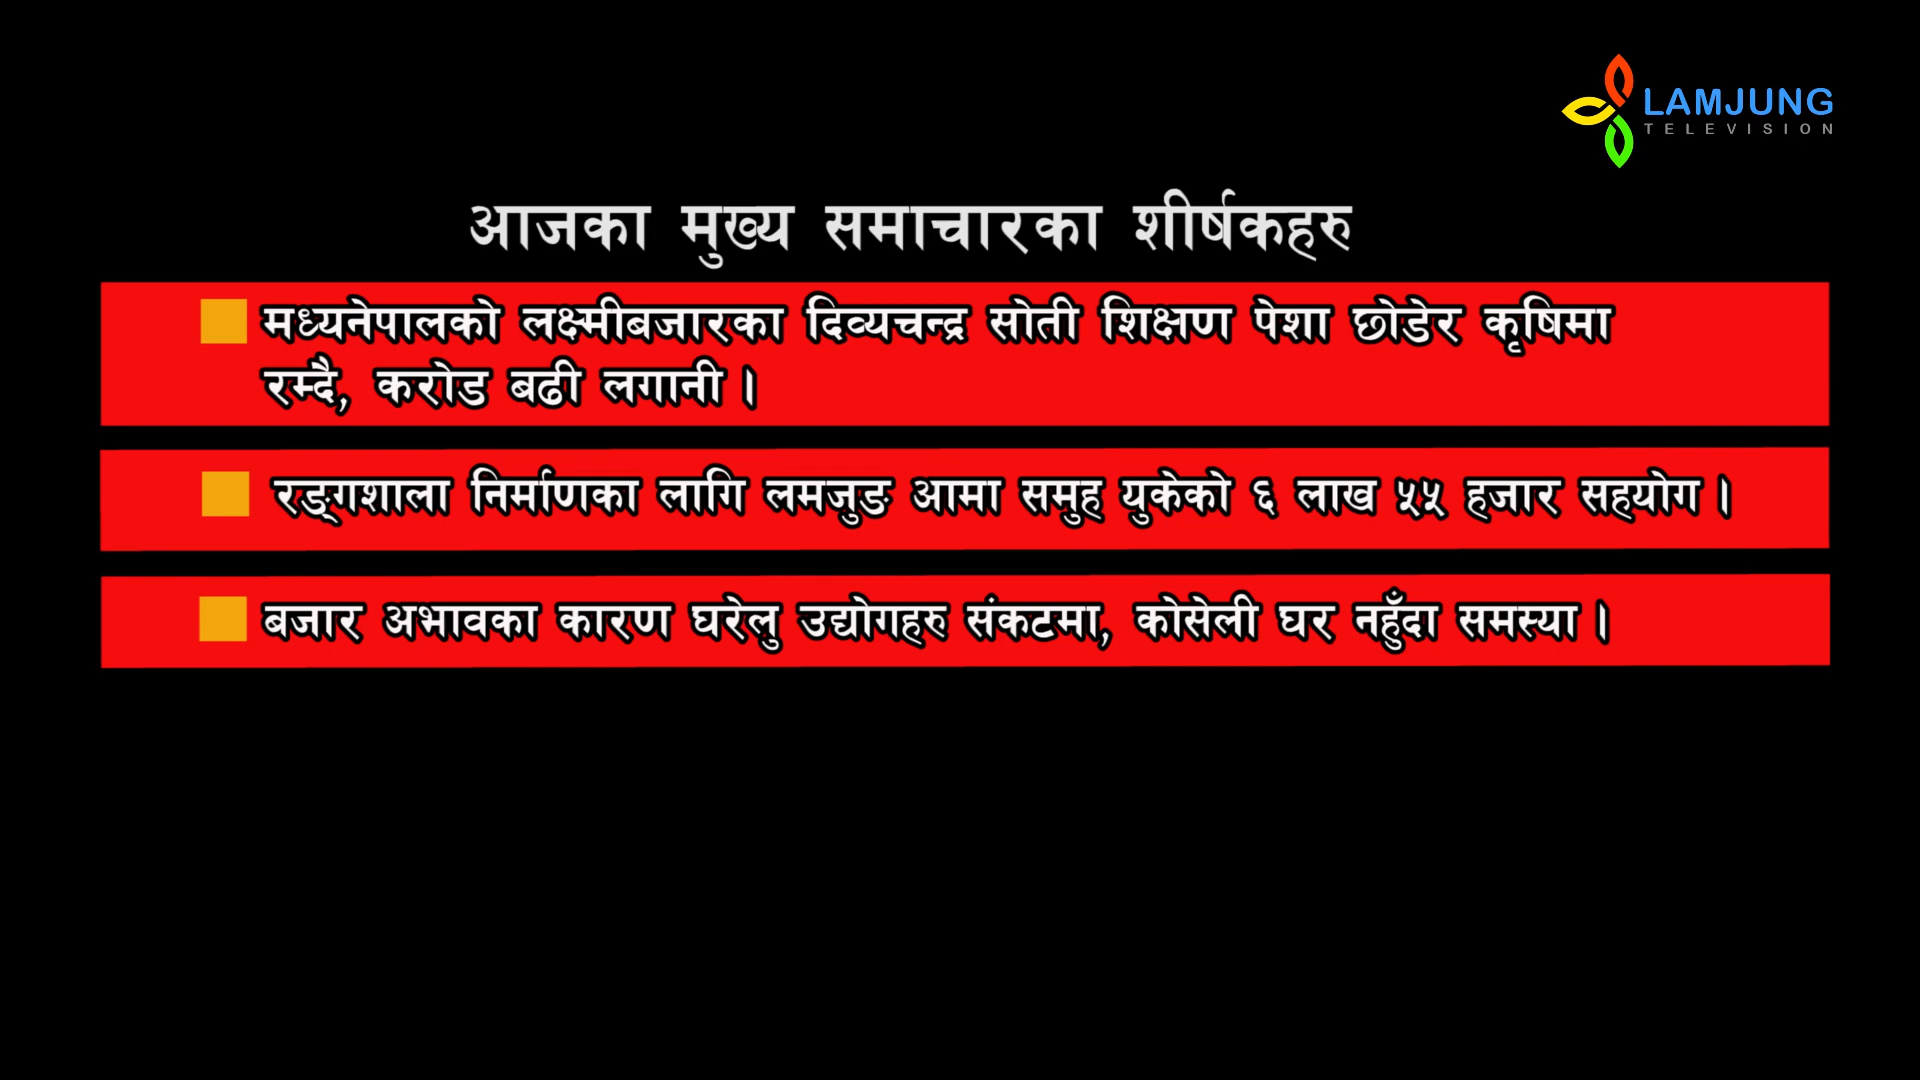 LAMJUNG
TELEVISION
आजका मुख्य समाचारका शीर्षकहरु
मध्यनेपालको लक्ष्मीबजारका दिव्यचन्द्र सोती शिक्षण पेशा छोडेर कृषिमा
रम्दै, करोड बढी लगानी ।
रङ्गशाला निर्माणका लागि लमजुङ आमा समुह युकेको ६ लाख ५५ हजार सहयोग ।
बजार अभावका कारण घरेलु उद्योगहरु संकटमा, कोसेली घर नहुँदा समस्या ।